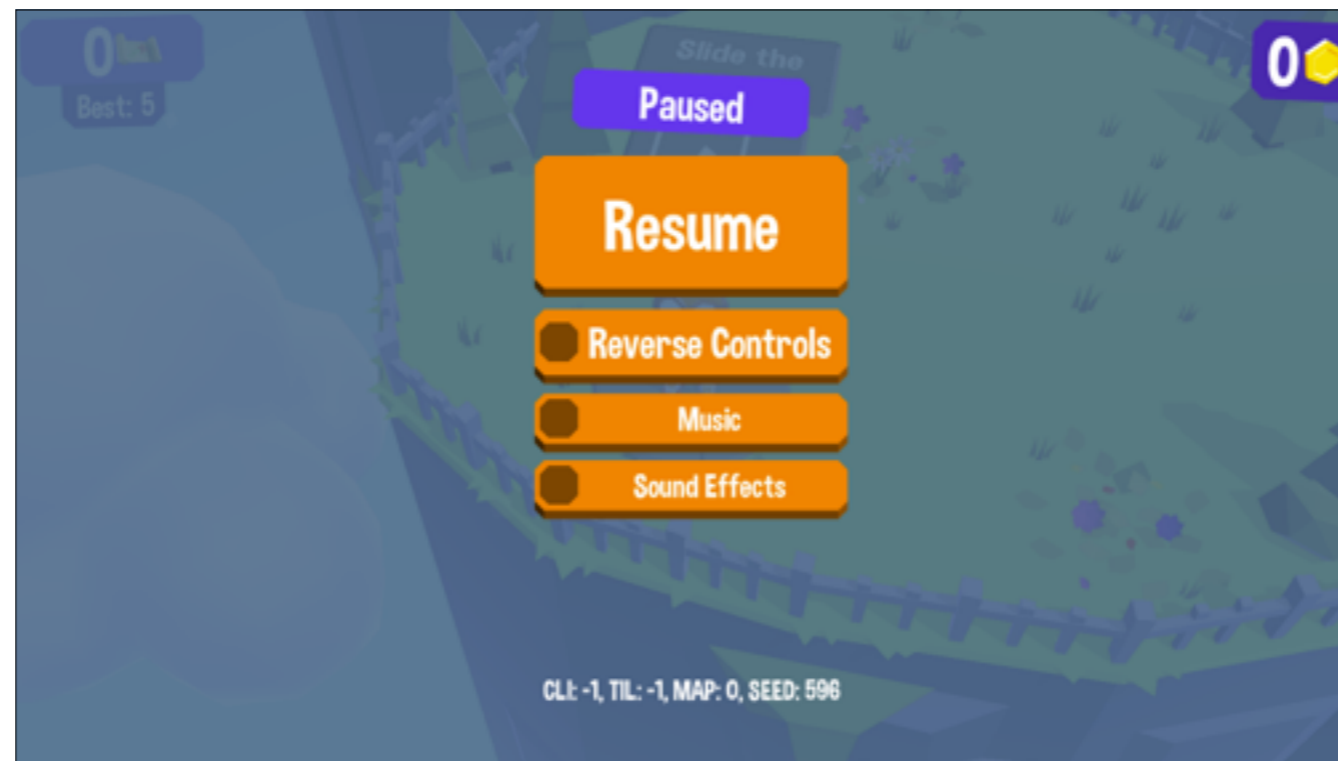 0
Best: 5
Slide the
0
Paused
Resume
Reverse Controls
Music
Sound Effects
CLI: -1, TIL: -1, MAP: 0, SEED: 596